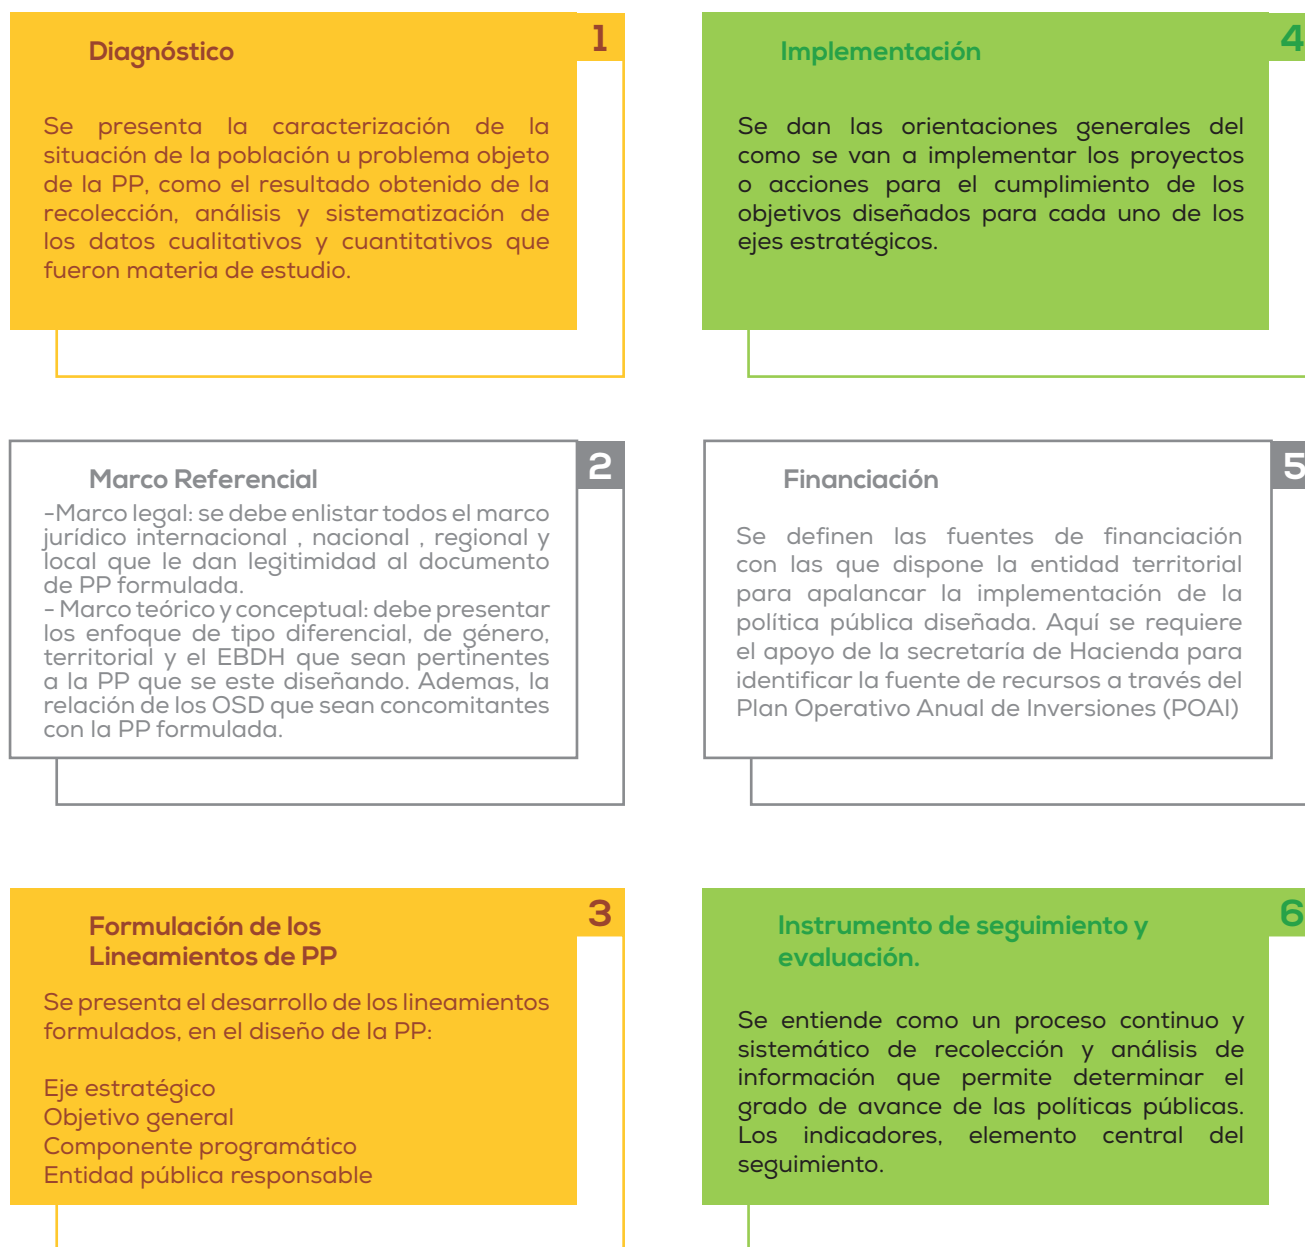 Diagnóstico
1
Se presenta la caracterización de la
situación de la población u problema objeto
de la PP, como el resultado obtenido de la
recolección, análisis y sistematización de
los datos cualitativos y cuantitativos que
fueron materia de estudio.
Marco Referencial
2
-Marco legal: se debe enlistar todos el marco
jurídico internacional , nacional , regional y
local que le dan legitimidad al documento
de PP formulada.
- Marco teórico y conceptual: debe presentar
los enfoque de tipo diferencial, de género,
territorial y el EBDH que sean pertinentes
a la PP que se este diseñando. Ademas, la
relación de los OSD que sean concomitantes
con la PP formulada.
Formulación de los
Lineamientos de PP
3
Se presenta el desarrollo de los lineamientos
formulados, en el diseño de la PP:
Eje estratégico
Objetivo general
Componente programático
Entidad pública responsable
Implementación
4
Se dan las orientaciones generales del
como se van a implementar los proyectos
o acciones para el cumplimiento de los
objetivos diseñados para cada uno de los
ejes estratégicos.
Financiación
5
Se definen las fuentes de financiación
con las que dispone la entidad territorial
para apalancar la implementación de la
política pública diseñada. Aquí se requiere
el apoyo de la secretaría de Hacienda para
identificar la fuente de recursos a través del
Plan Operativo Anual de Inversiones (POAI)
Instrumento de seguimiento y
evaluación.
6
Se entiende como un proceso continuo y
sistemático de recolección y análisis de
información que permite determinar el
grado de avance de las políticas públicas.
Los indicadores, elemento central del
seguimiento.